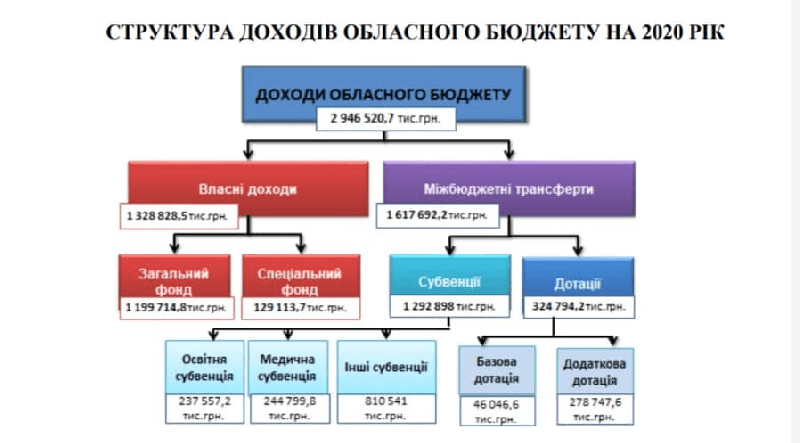 СТРУКТУРА ДОХОДІВ ОБЛАСНОГО БЮДЖЕТУ НА 2020 РІК
ДОХОДИ ОБЛАСНОГО БЮДЖЕТУ
2 946 520,7 тис.грн.
Власні доходи
1 328 828,5тис.грн.
Міжбюджетні трансферти
1 617 692,2тис.грн.
Загальний
фонд
1 199 714,8тис.грн.
Спеціальний
фонд
129 113,7тис.грн.
Субвенції
1 292 898 тис.грн.
Дотації
324 794,2тис.грн.
Освітня
субвенція
237 557,2
тис.грн.
Медична
субвенція
244 799,8
тис.грн.
Інші субвенції
810 541
тис.грн.
Базова
дотація
46 046,6
тис.грн.
Додаткова
дотація
278 747,6
тис.грн.